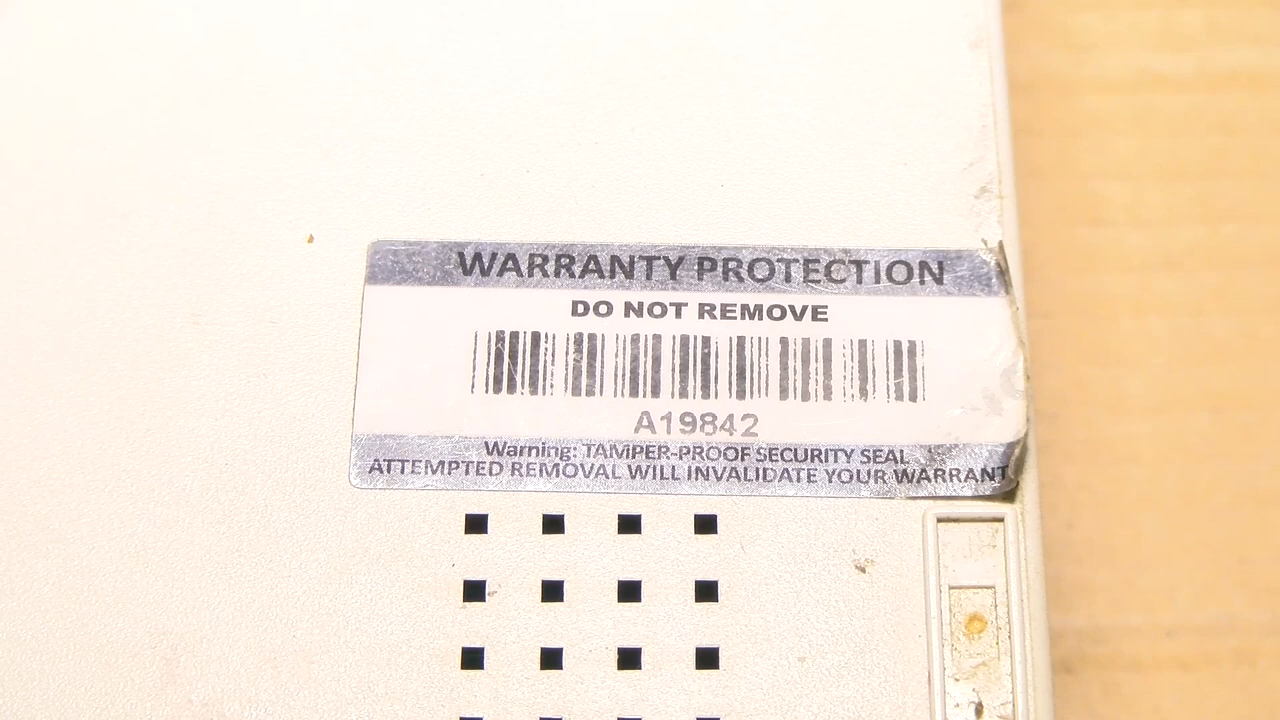 WARRANTY PROTECTION
DO NOT REMOVE
A19842
Warning: TAMPER-PROOF SECURITY SEAL
ATTEMPTED REMOVAL WILL INVALIDATE YOUR WARRANT